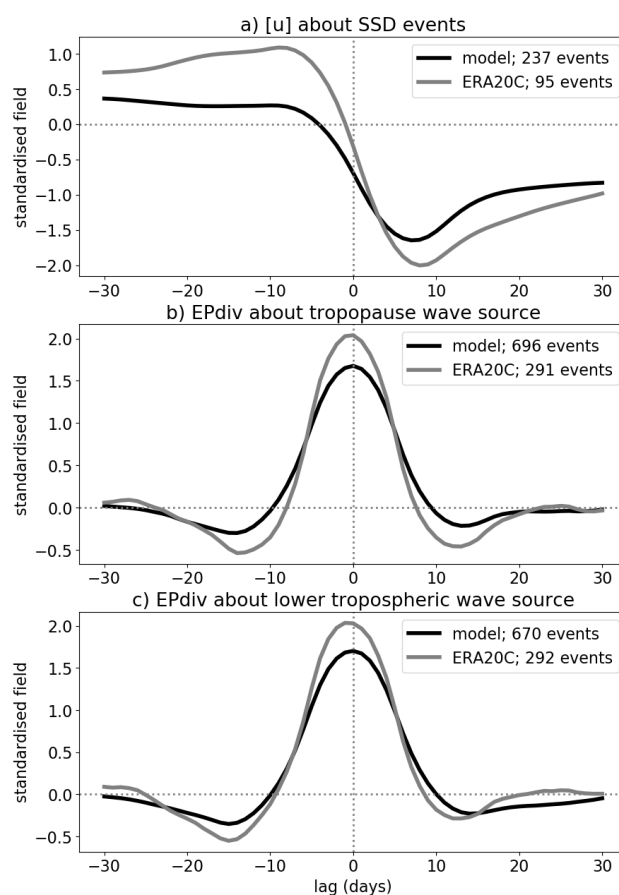 a) [u] about SSD events
1.0
0.5
0.0
−0.5
−1.0
−1.5
−2.0
standardised field
model; 237 events
ERA20C; 95 events
−30 −20 −10 0 10 20 30
b) EPdiv about tropopause wave source
2.0
1.5
1.0
0.5
0.0
−0.5
standardised field
model; 696 events
ERA20C; 291 events
−30 −20 −10 0 10 20 30
c) EPdiv about lower tropospheric wave source
2.0
1.5
1.0
0.5
0.0
−0.5
standardised field
model; 670 events
ERA20C; 292 events
−30 −20 −10 0 10 20 30
lag (days)